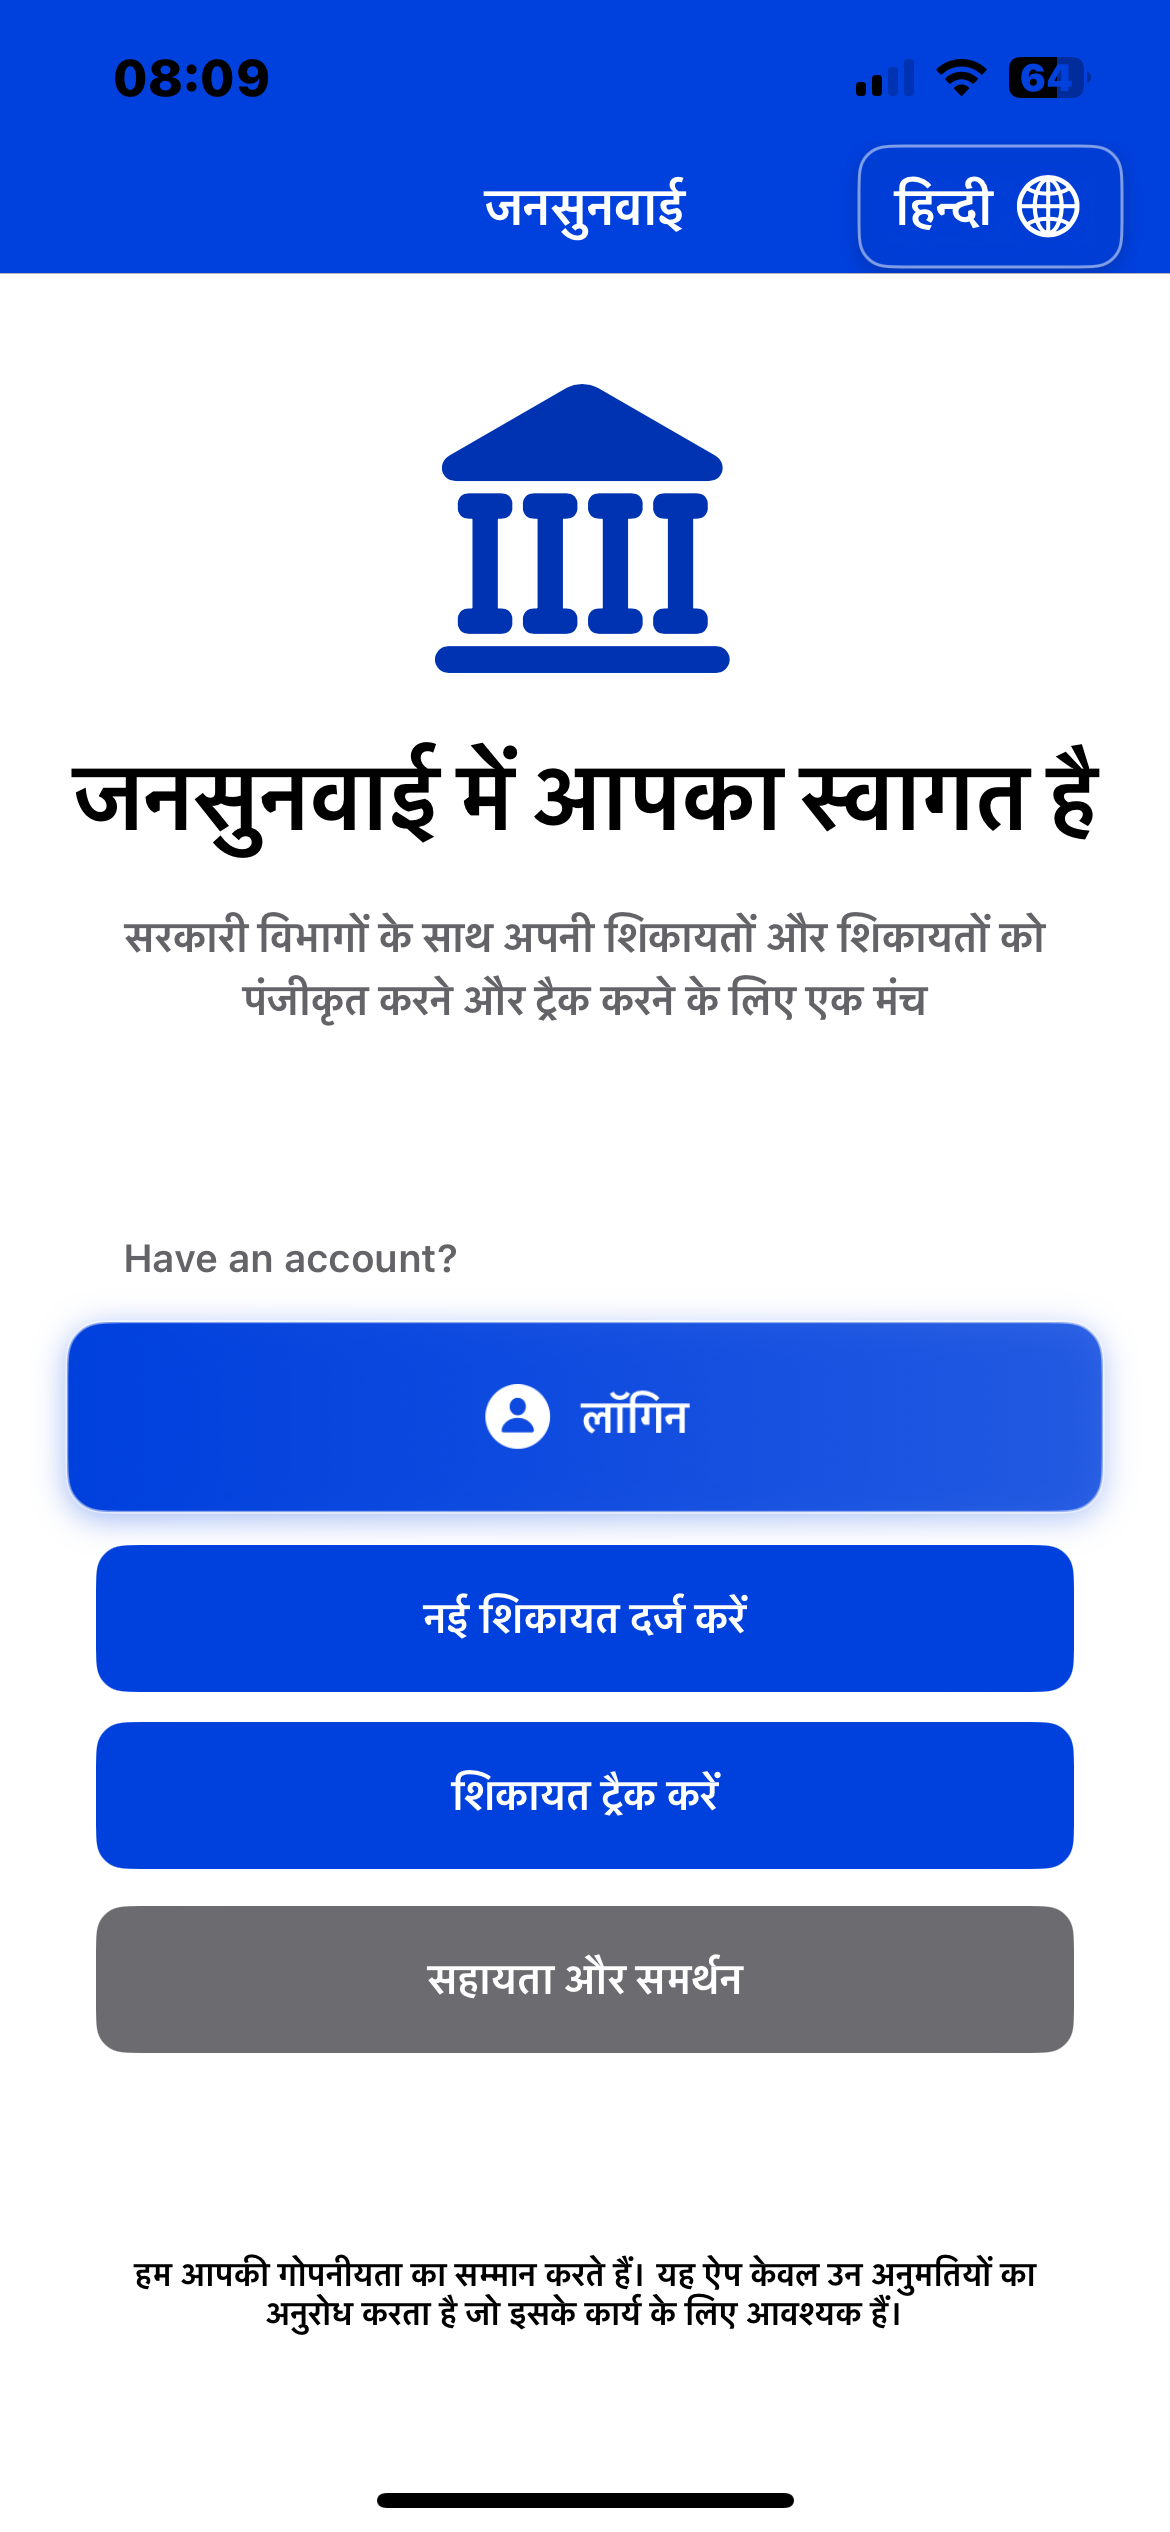 08:09
64
जनसुनवाई
हिन्दी
जनसुनवाई में आपका स्वागत है
सरकारी विभागों के साथ अपनी शिकायतों और शिकायतों को
पंजीकृत करने और ट्रैक करने के लिए एक मंच
Have an account?
लॉगिन
नई शिकायत दर्ज करें
शिकायत ट्रैक करें
सहायता और समर्थन
हम आपकी गोपनीयता का सम्मान करते हैं। यह ऐप केवल उन अनुमतियों का
अनुरोध करता है जो इसके कार्य के लिए आवश्यक हैं।